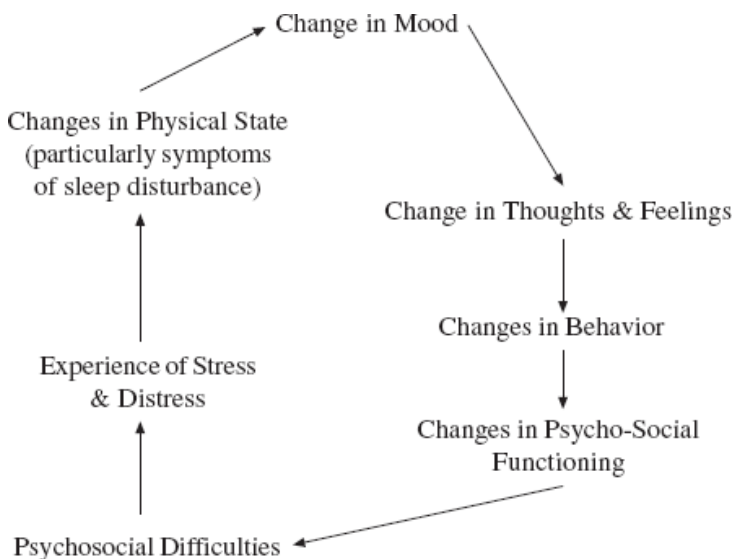 Change in Mood
Changes in Physical State
(particularly symptoms
of sleep disturbance)
Change in Thoughts & Feelings
Changes in Behavior
Experience of Stress
& Distress
Changes in Psycho-Social
Functioning
Psychosocial Difficulties